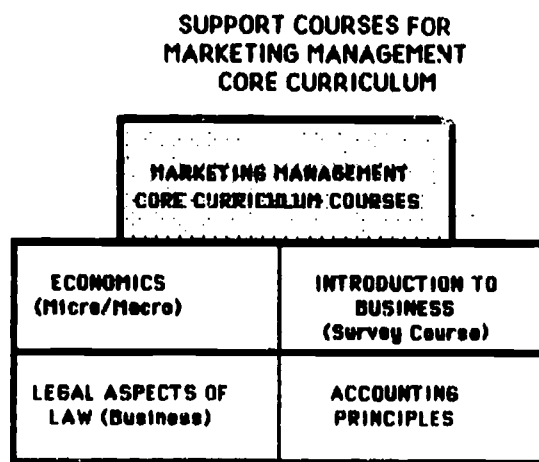 SUPPORT COURSES FOR
MARKETING MANAGEMENT
CORE CURRICULUM
MARKETING MANAGEMENT
CORE CURRICULUM COURSES
ECONOMICS
(Micro/Macro)
INTRODUCTION TO
BUSINESS
(Survey Course)
LEGAL ASPECTS OF
LAW (Business)
ACCOUNTING
PRINCIPLES